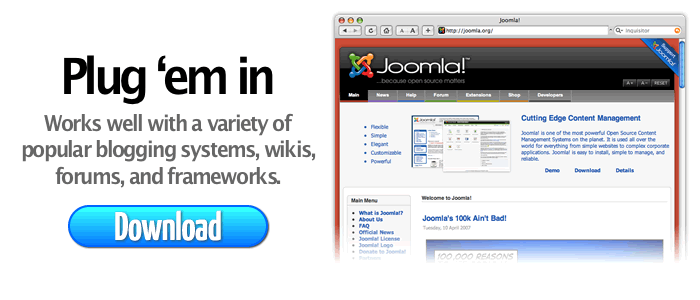 Plug ‘em in
Works well with a variety of
popular blogging systems, wikis,
forums, and frameworks.
Download
Joomla!
http://joomla.org/
inquisitor
Support
Joomla!
Joomla!™
...because open source matters
A+ A- RESET
Main News Help Forum Extensions Shop Developers
Flexible
Simple
Elegant
Customizable
Powerful
Cutting Edge Content Management
Joomla! is one of the most powerful Open Source Content
Management Systems on the planet. It is used all over the
world for everything from simple websites to complex corporate
applications. Joomla! is easy to install, simple to manage, and
reliable.
Demo Download Details
Main Menu
What is Joomla!?
About Us
FAQ
Official News
Joomla! License
Joomla! Logo
Donate to Joomla!
Welcome to Joomla!
Joomla's 100k Ain't Bad!
Tuesday, 10 April 2007
100,000 REASONS